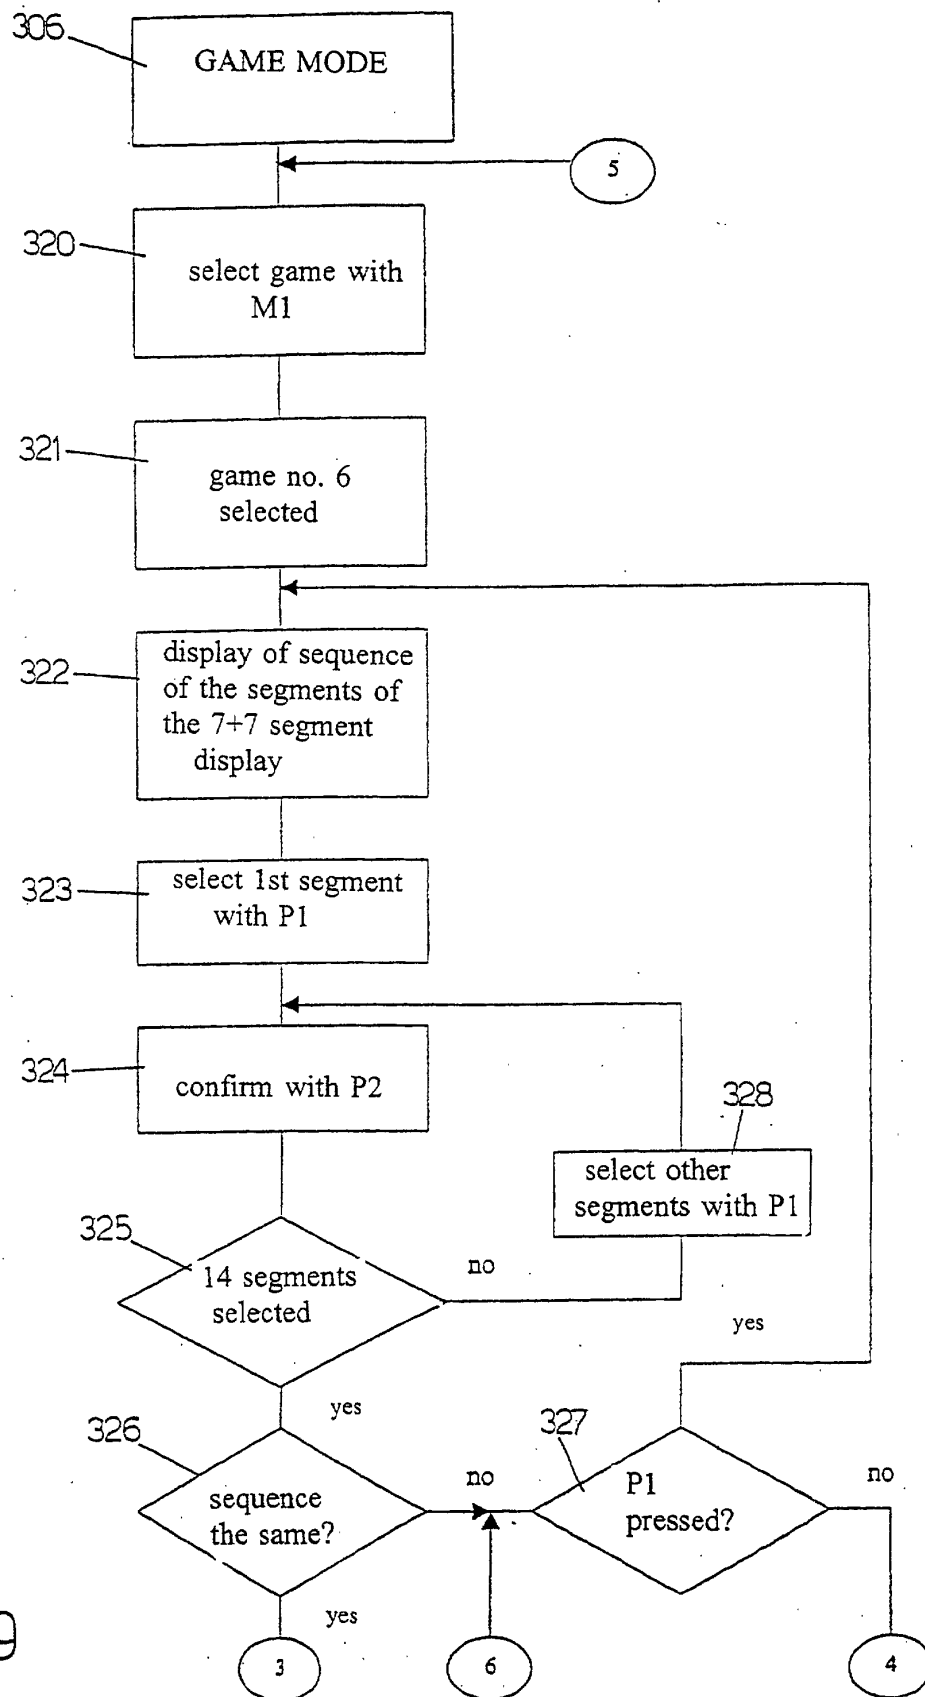 306
GAME MODE
5
320
select game with
M1
321
game no. 6
selected
322
display of sequence
of the segments of
the 7+7 segment
display
323
select 1st segment
with P1
324
confirm with P2
328
select other
segments with P1
325
14 segments
selected
no
yes
yes
326
327
sequence
the same?
no
P1
pressed?
no
yes
9
3
6
4